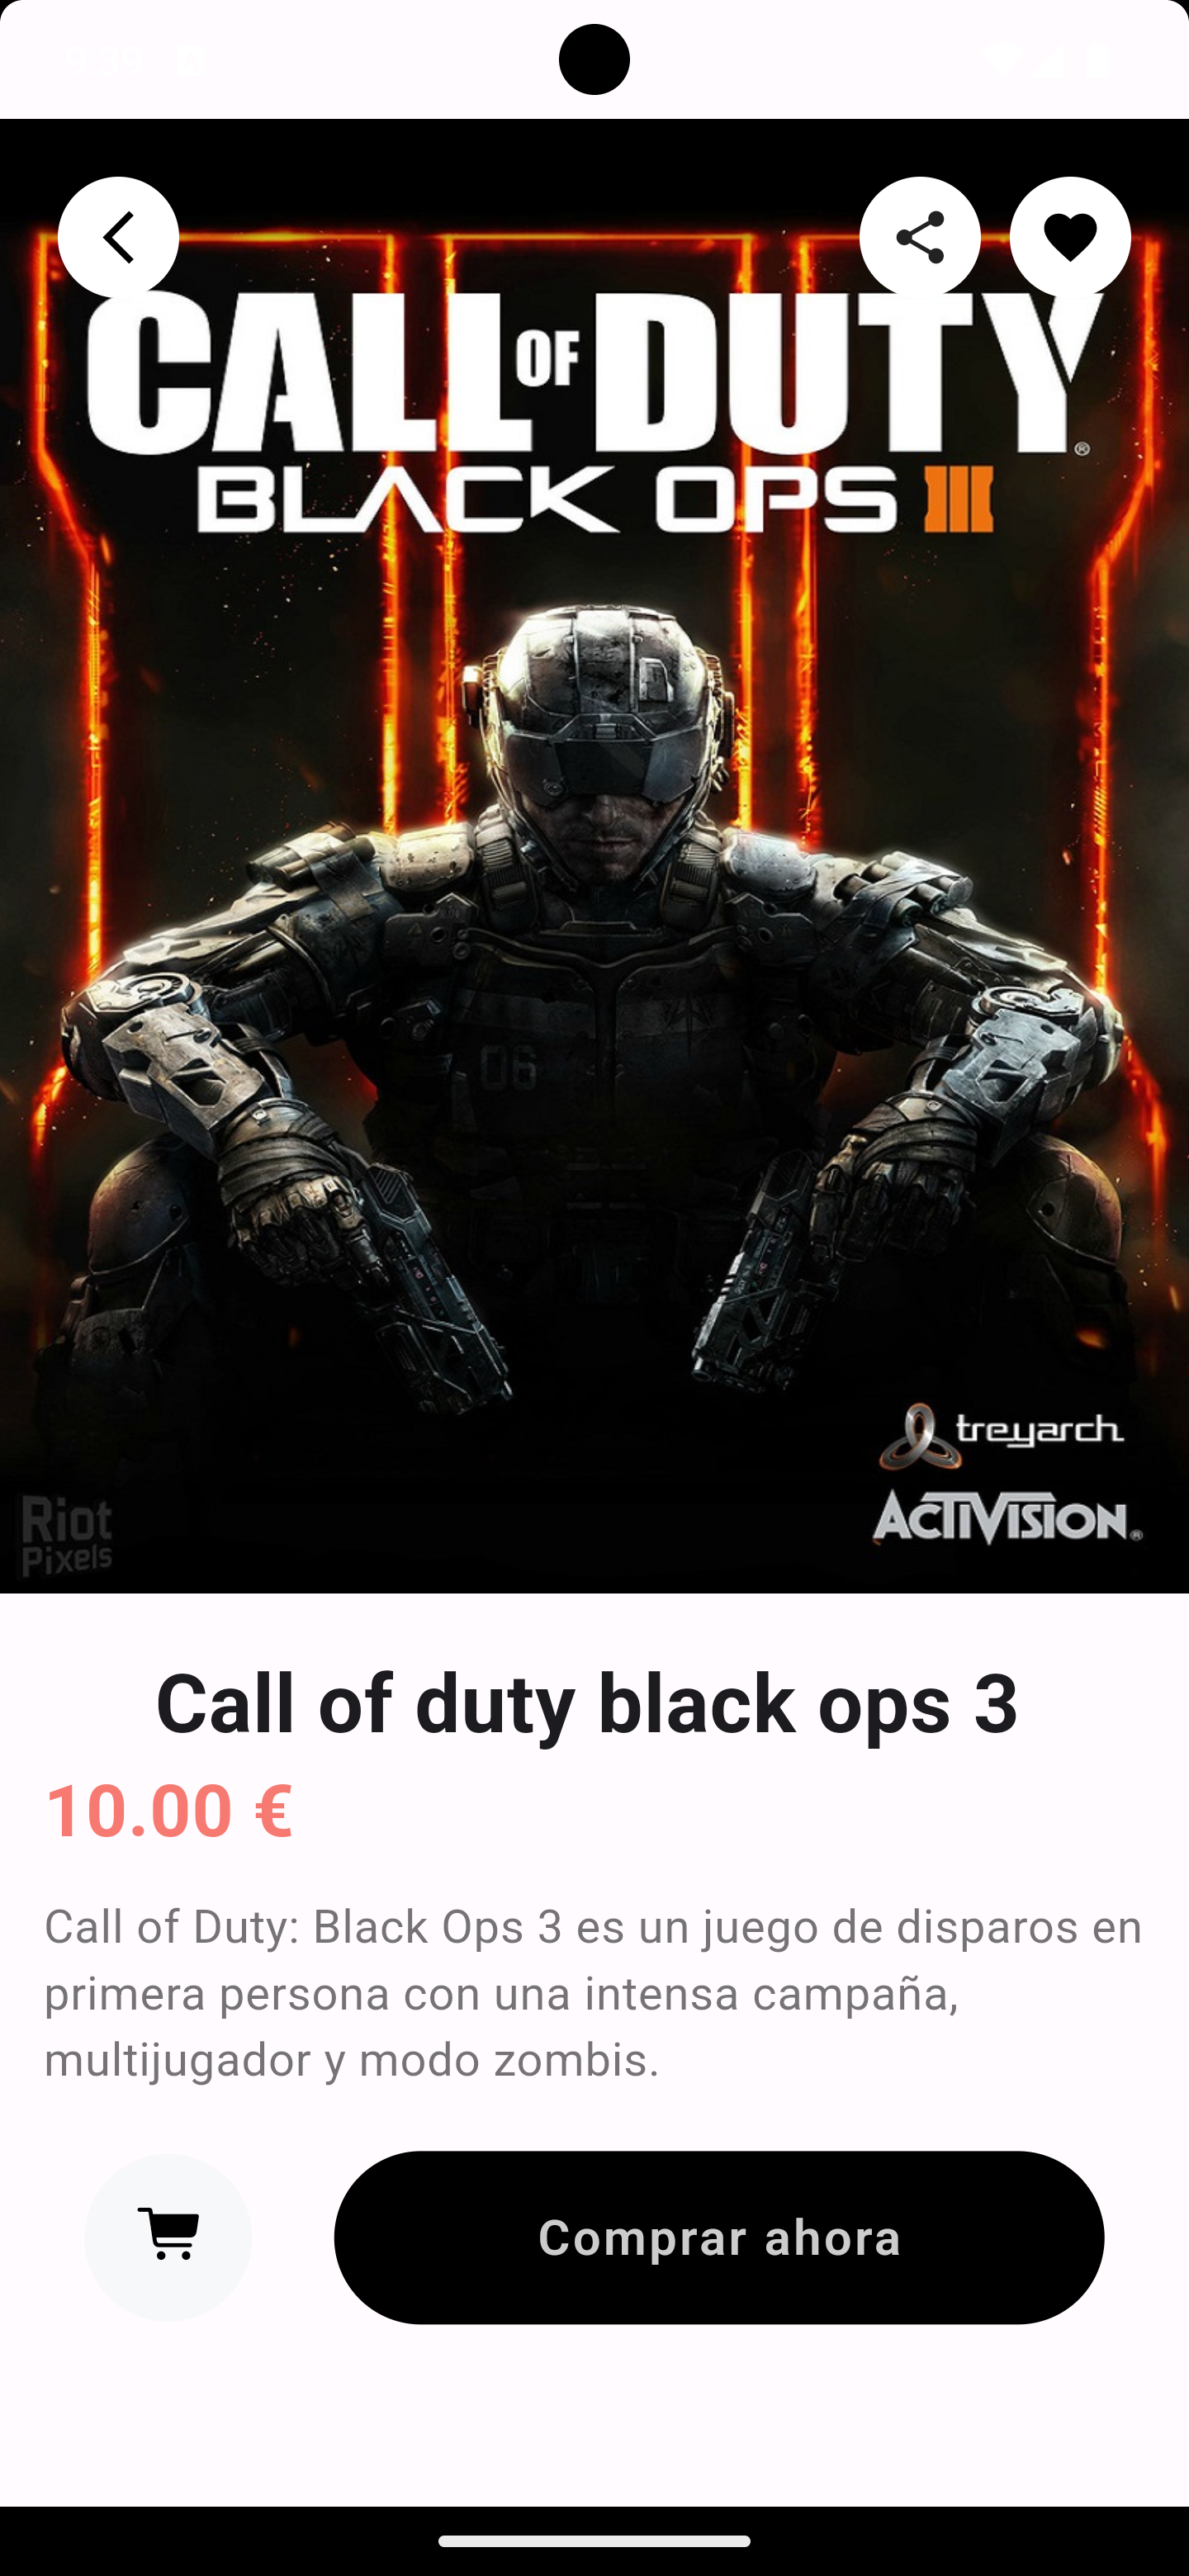 CALL OF DUTY®
BLACK OPS III
06
treyarch
ACTIVISION®
Riot
Pixels
Call of duty black ops 3
10.00 €
Call of Duty: Black Ops 3 es un juego de disparos en
primera persona con una intensa campaña,
multijugador y modo zombis.
Comprar ahora